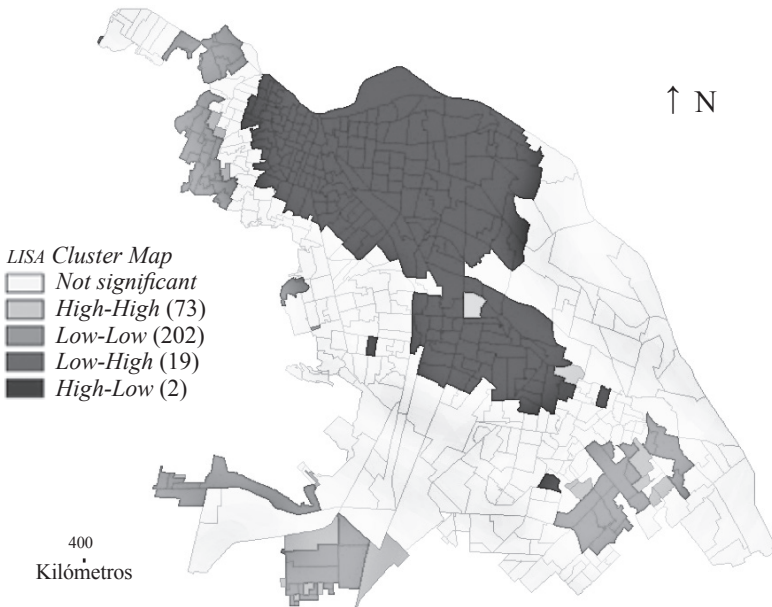 ↑ N
LISA Cluster Map
Not significant
High-High (73)
Low-Low (202)
Low-High (19)
High-Low (2)
400
Kilómetros